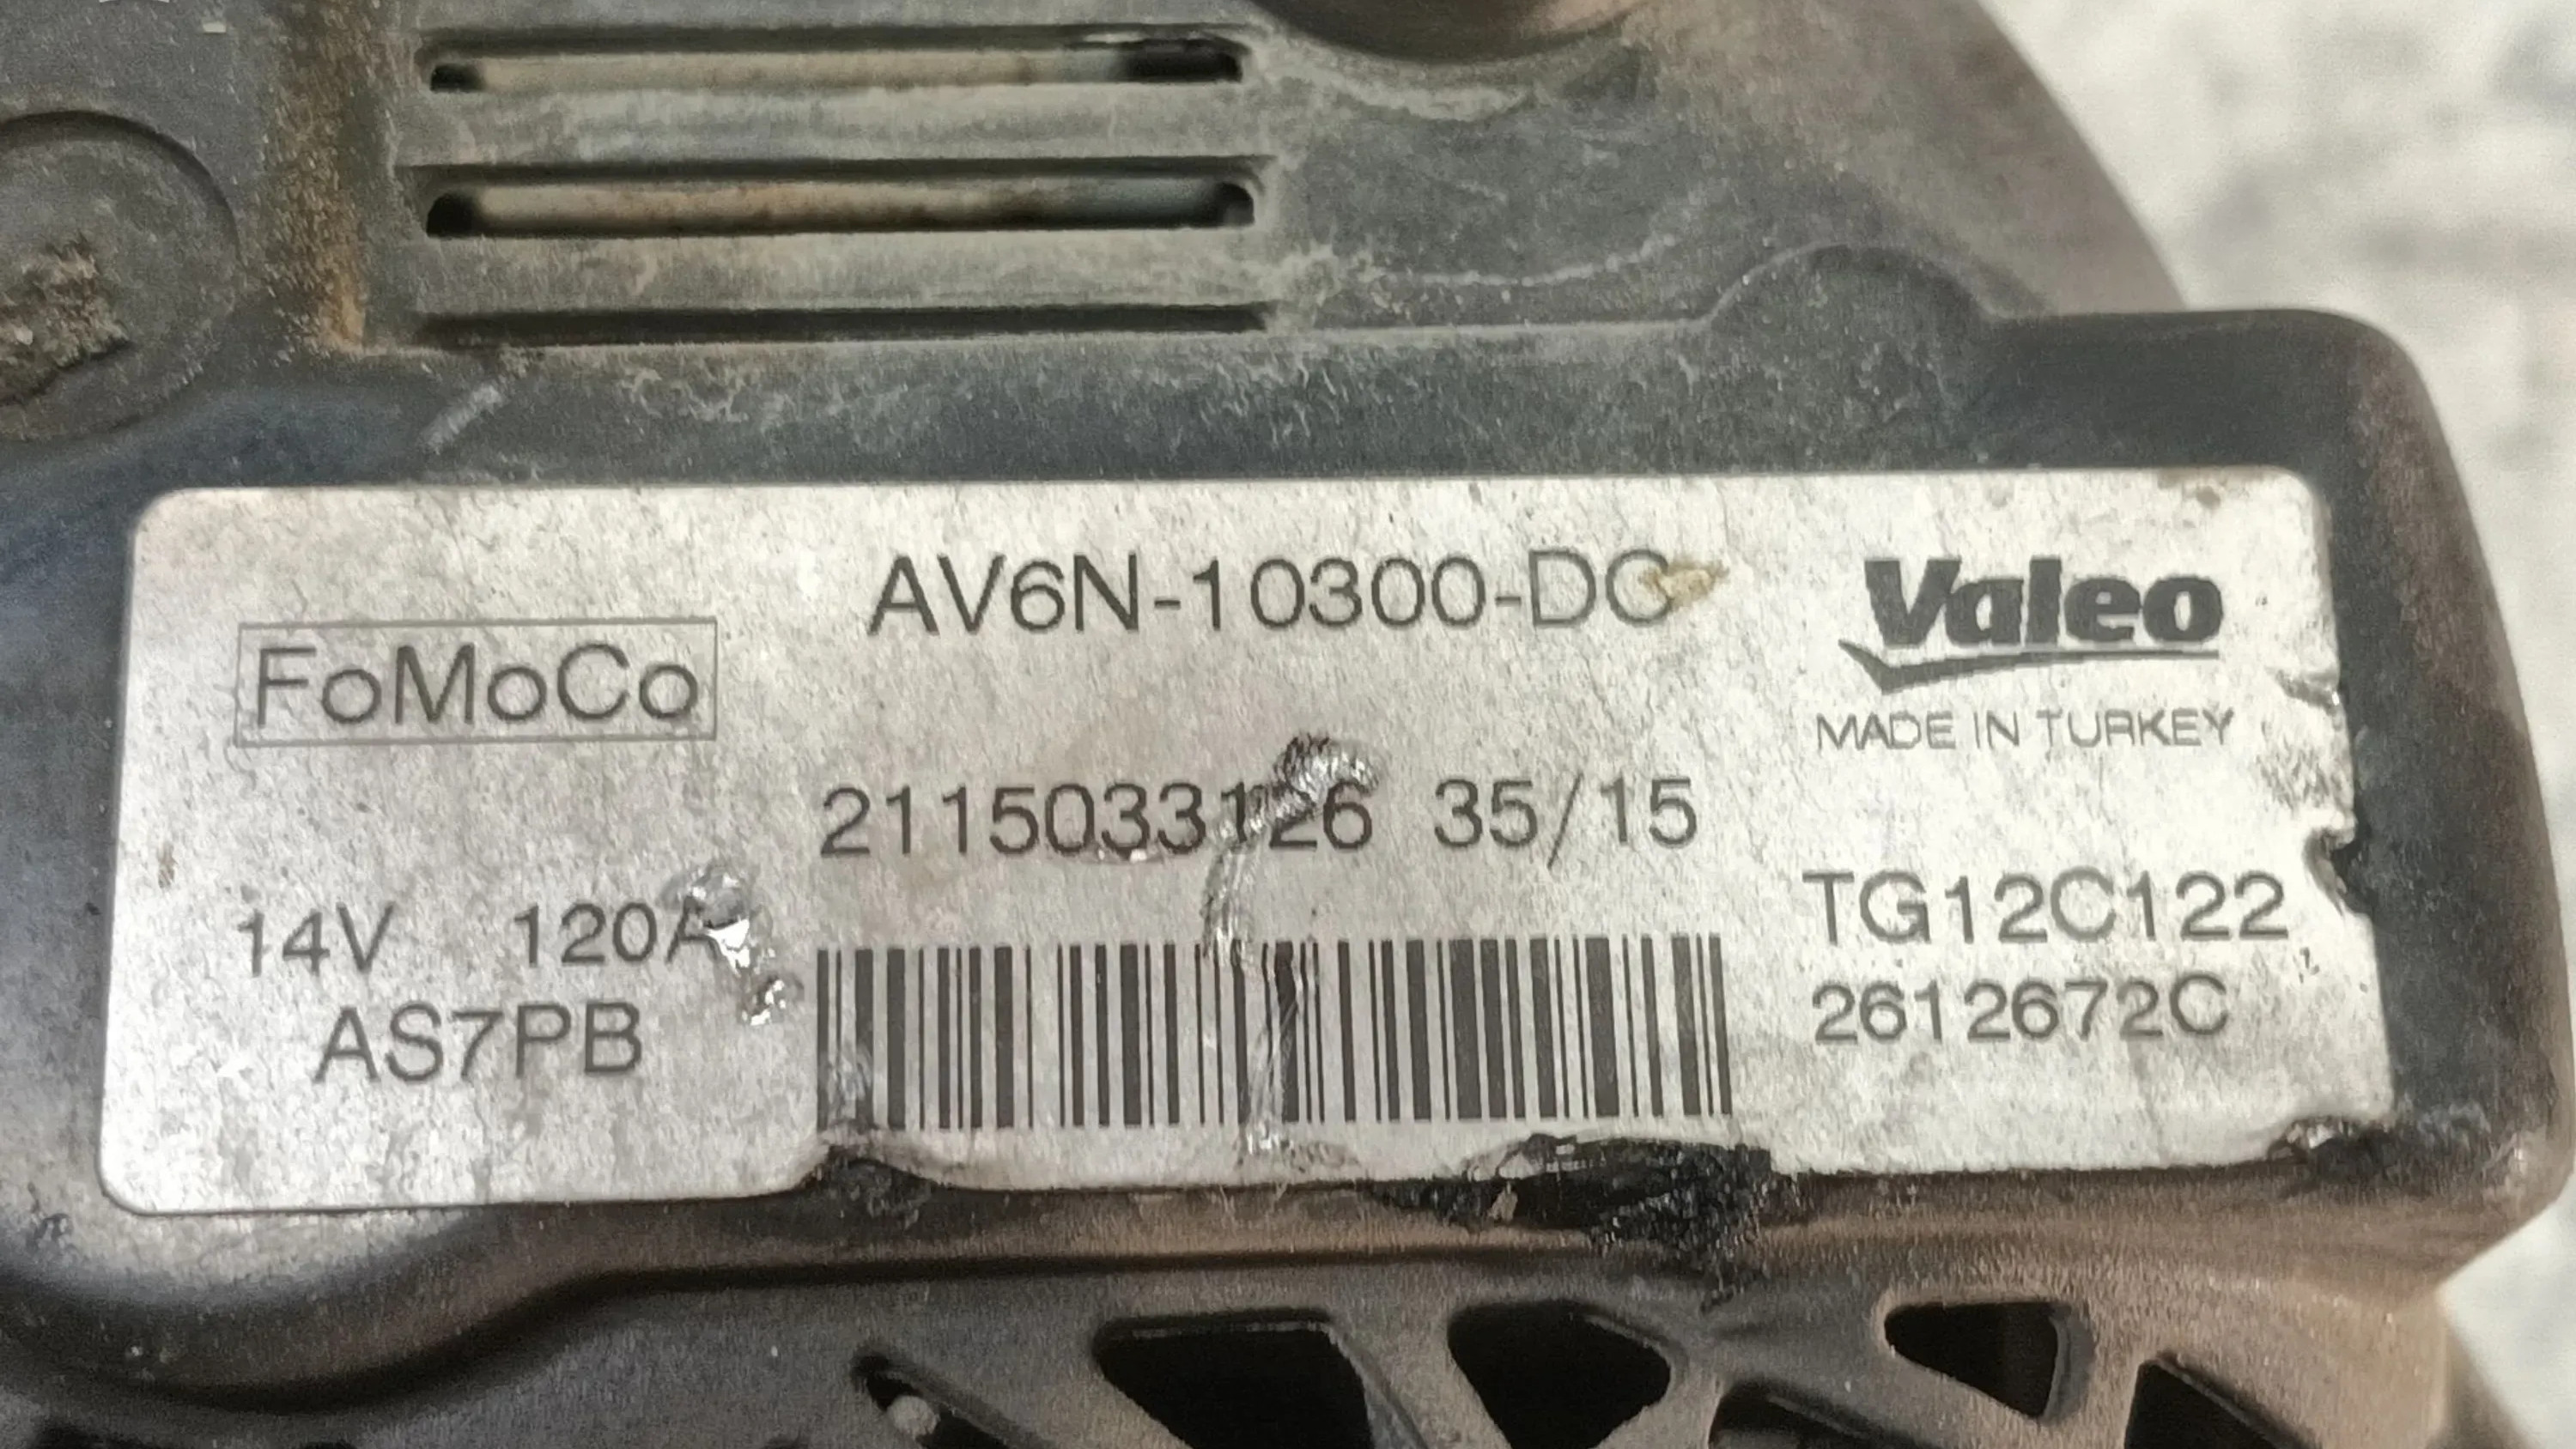 AV6N-10300-DC
Valeo
FoMoCo
MADE IN TURKEY
2115033126 35/15
TG12C122
14V 120A
2612672C
AS7PB